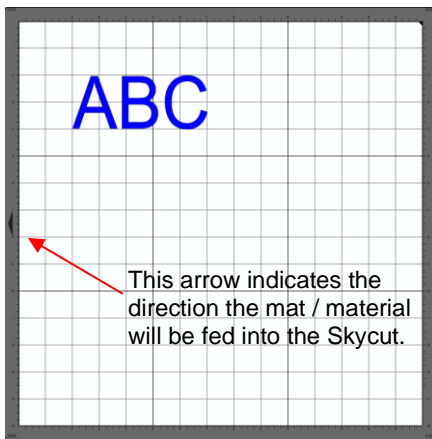 ABC
This arrow indicates the
direction the mat / material
will be fed into the Skycut.